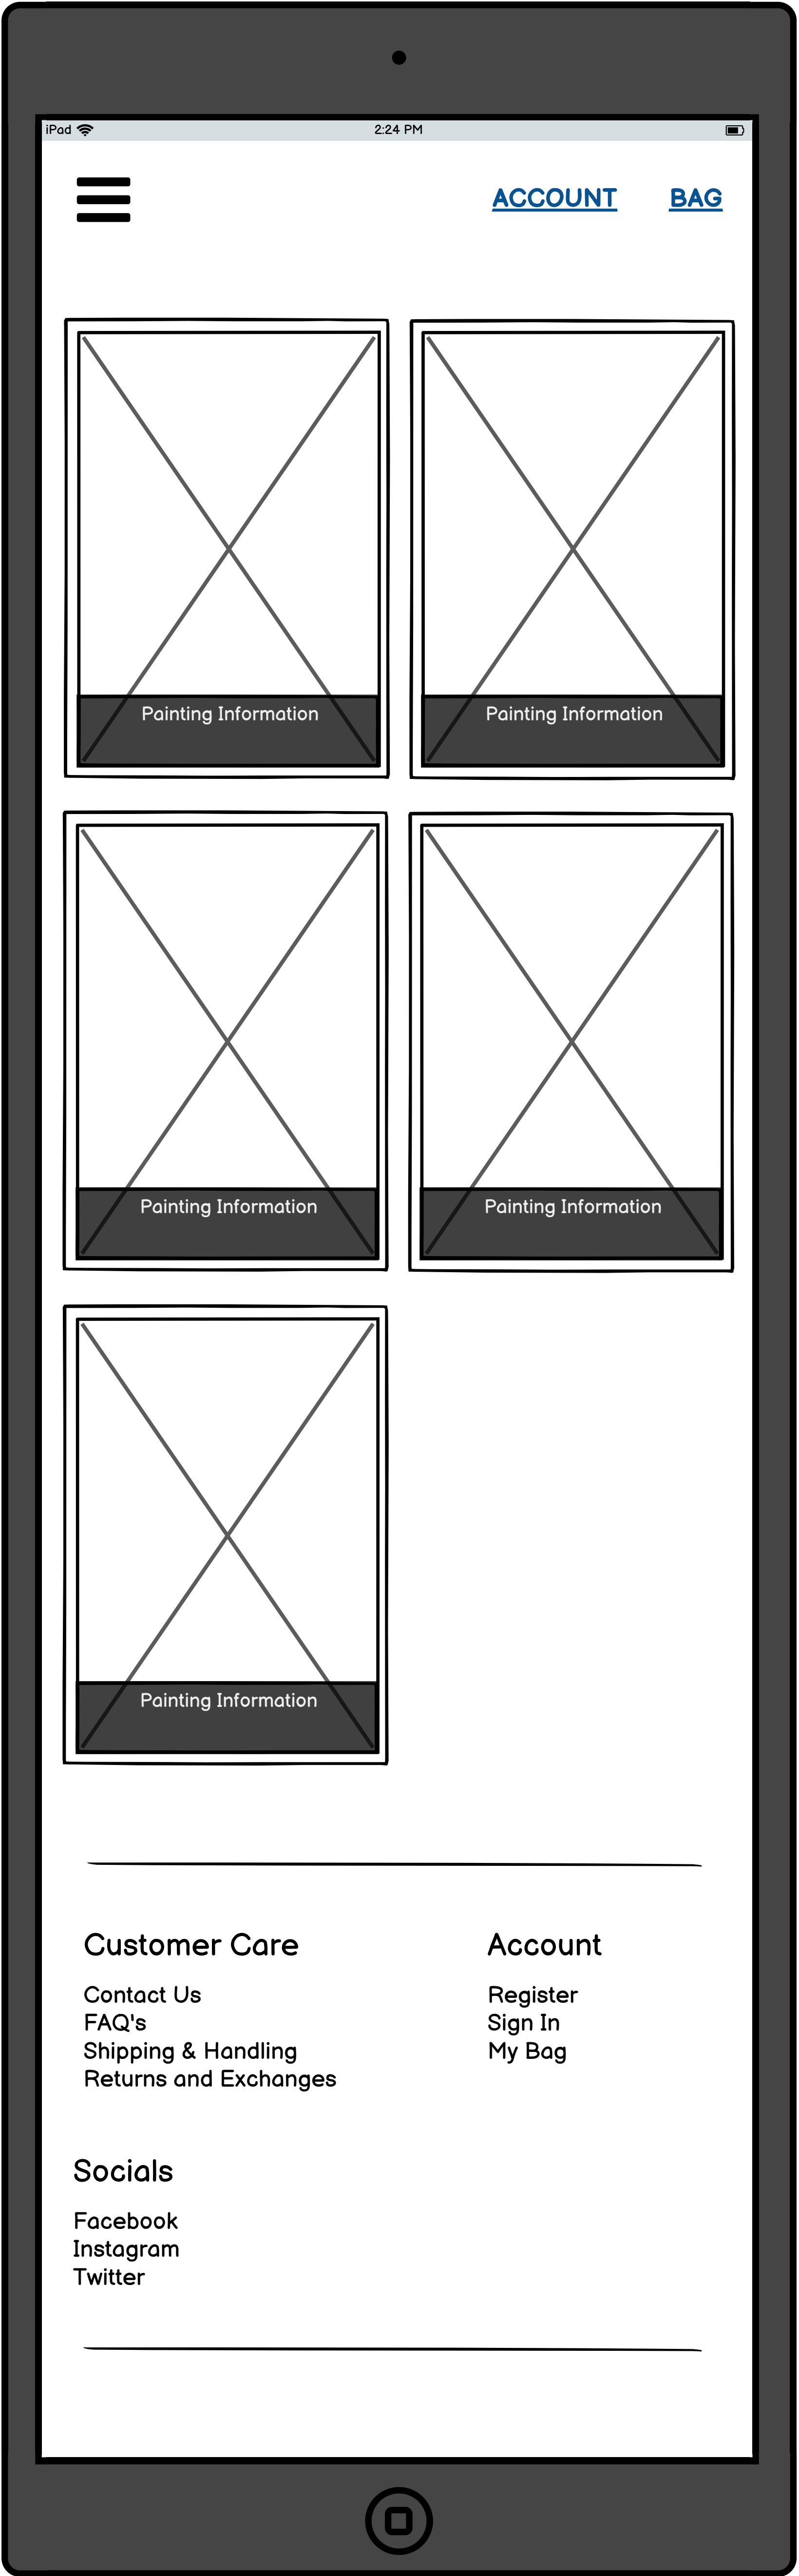 iPad 2:24 PM
ACCOUNT BAG
Painting Information Painting Information
Painting Information Painting Information
Painting Information
Customer Care
Contact Us
FAQ's
Shipping & Handling
Returns and Exchanges
Account
Register
Sign In
My Bag
Socials
Facebook
Instagram
Twitter